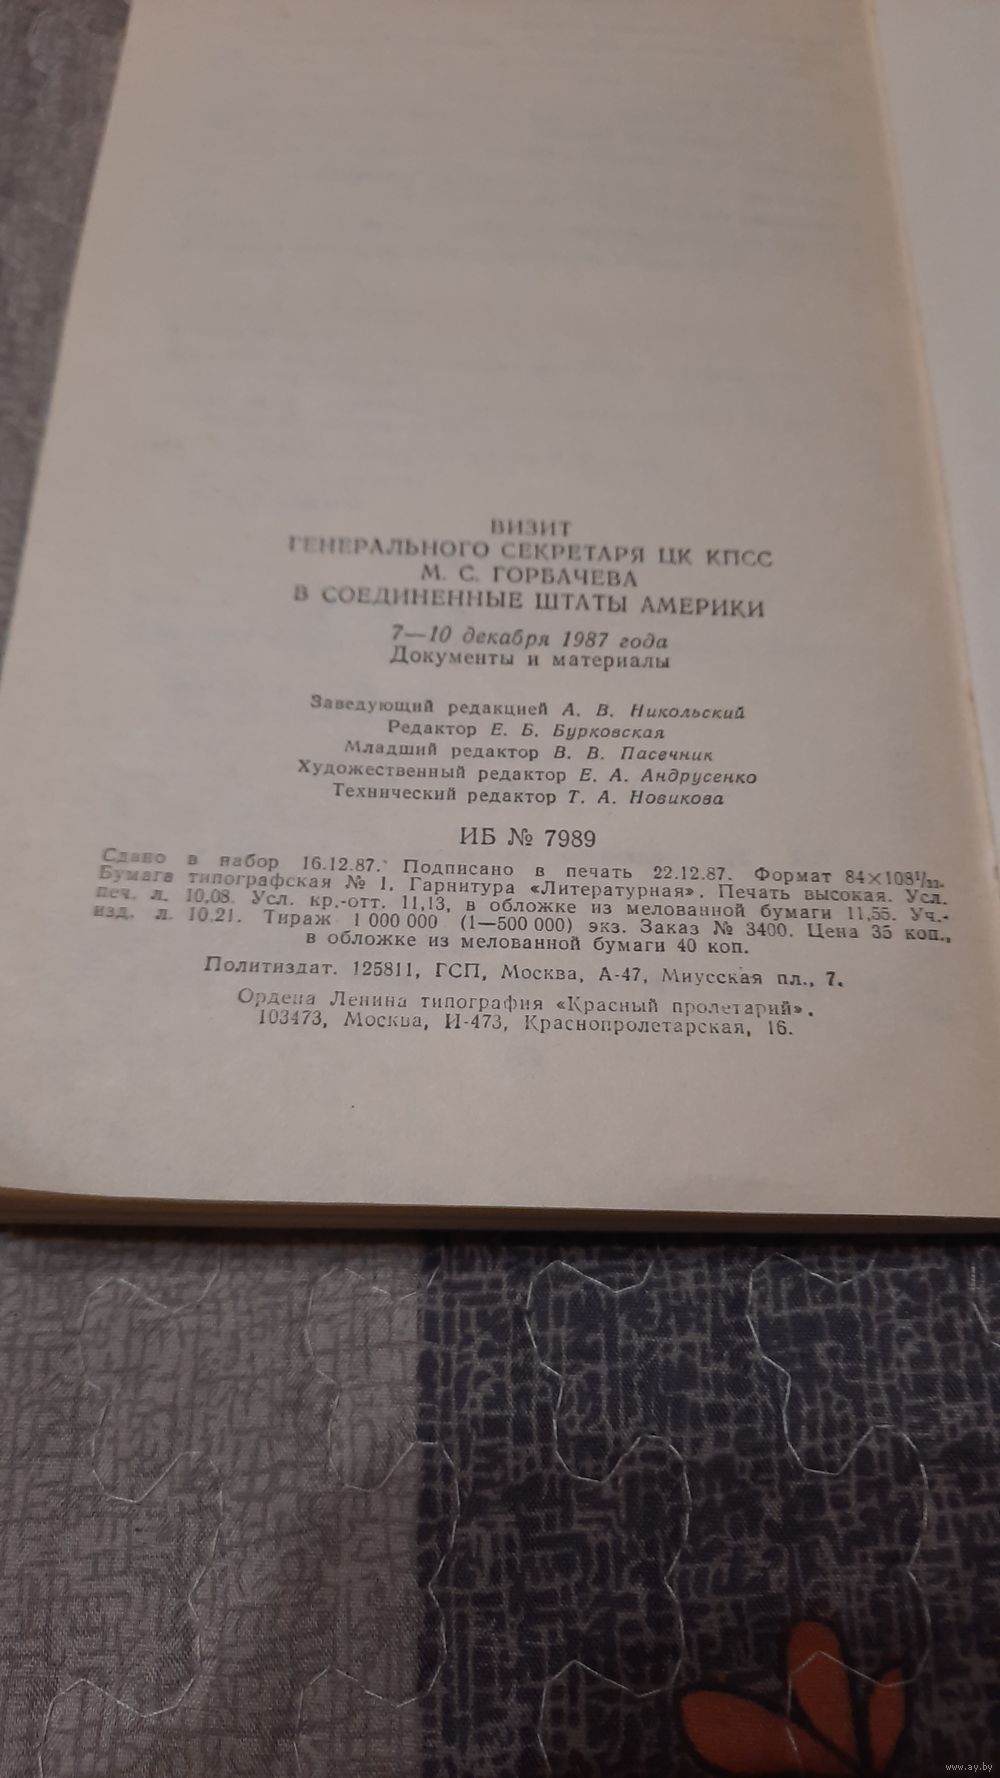 ВИЗИТ
ГЕНЕРАЛЬНОГО СЕКРЕТАРЯ ЦК КПСС
М. С. ГОРБАЧЕВА
В СОЕДИНЕННЫЕ ШТАТЫ АМЕРИКИ
7—10 декабря 1987 года
Документы и материалы
Заведующий редакцией А. В. Никольский
Редактор Е. Б. Бурковская
Младший редактор В. В. Пасечник
Художественный редактор Е. А. Андрусенко
Технический редактор Т. А. Новикова
ИБ № 7989
Сдано в набор 16.12.87. Подписано в печать 22.12.87. Формат 84×108¹/₃₂.
Бумага типографская № 1. Гарнитура «Литературная». Печать высокая. Усл.
печ. л. 10,08. Усл. кр.-отт. 11,13, в обложке из мелованной бумаги 11,55. Уч.-
изд. л. 10,21. Тираж 1 000 000 (1—500 000) экз. Заказ № 3400. Цена 35 коп.,
в обложке из мелованной бумаги 40 коп.
Политиздат. 125811, ГСП, Москва, А-47, Миусская пл., 7.
Ордена Ленина типография «Красный пролетарий».
103473, Москва, И-473, Краснопролетарская, 16.
www.ay.by